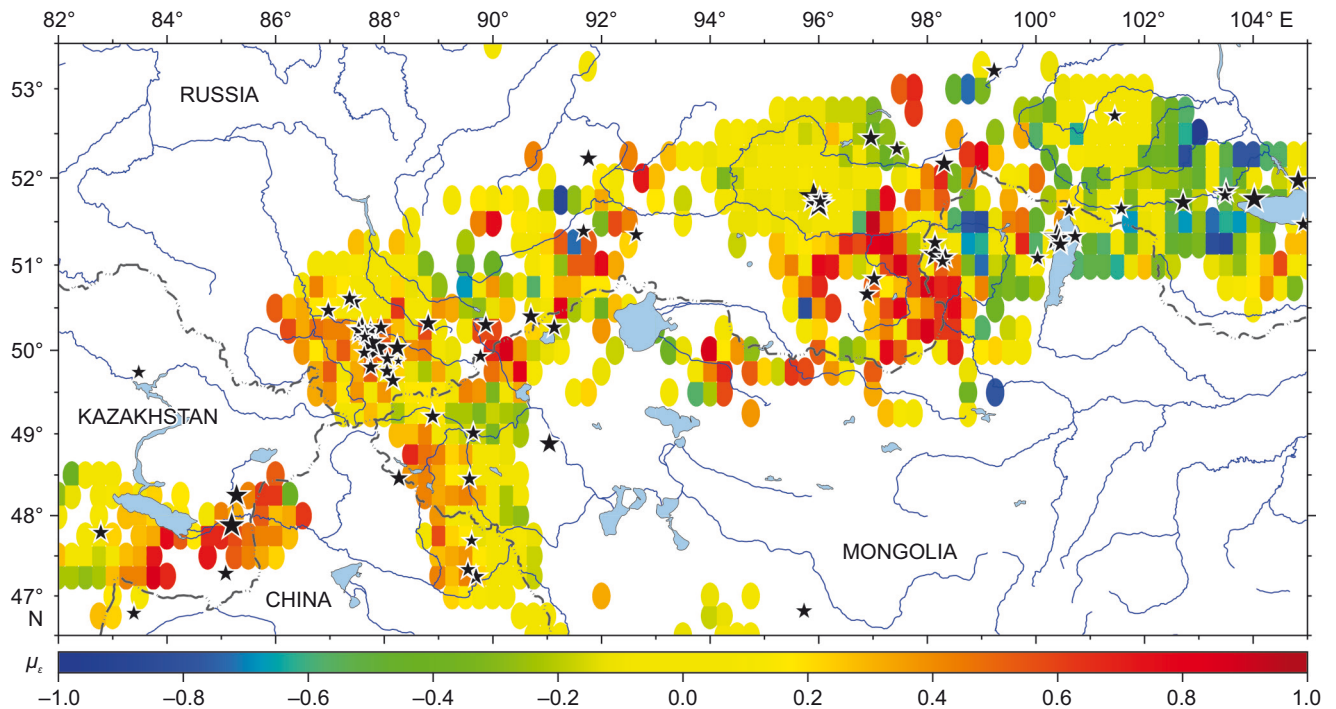 82° 84° 86° 88° 90° 92° 94° 96° 98° 100° 102° 104° E
53°
RUSSIA
52°
51°
50°
KAZAKHSTAN
49°
48°
MONGOLIA
47°
CHINA
N
με
–1.0 –0.8 –0.6 –0.4 –0.2 0.0 0.2 0.4 0.6 0.8 1.0